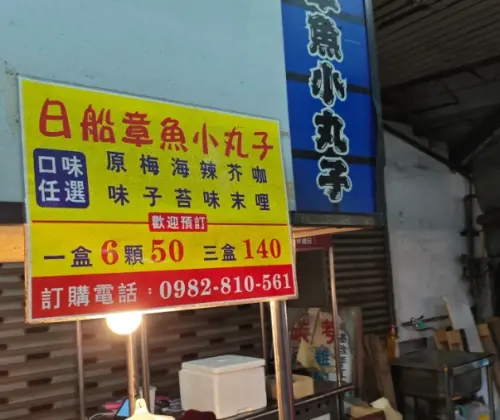 日船章魚小丸子
口味任選
原味 梅子 海苔 辣味 芥末 咖哩
歡迎預訂
一盒6顆50 三盒140
訂購電話：0982-810-561
魚小丸子